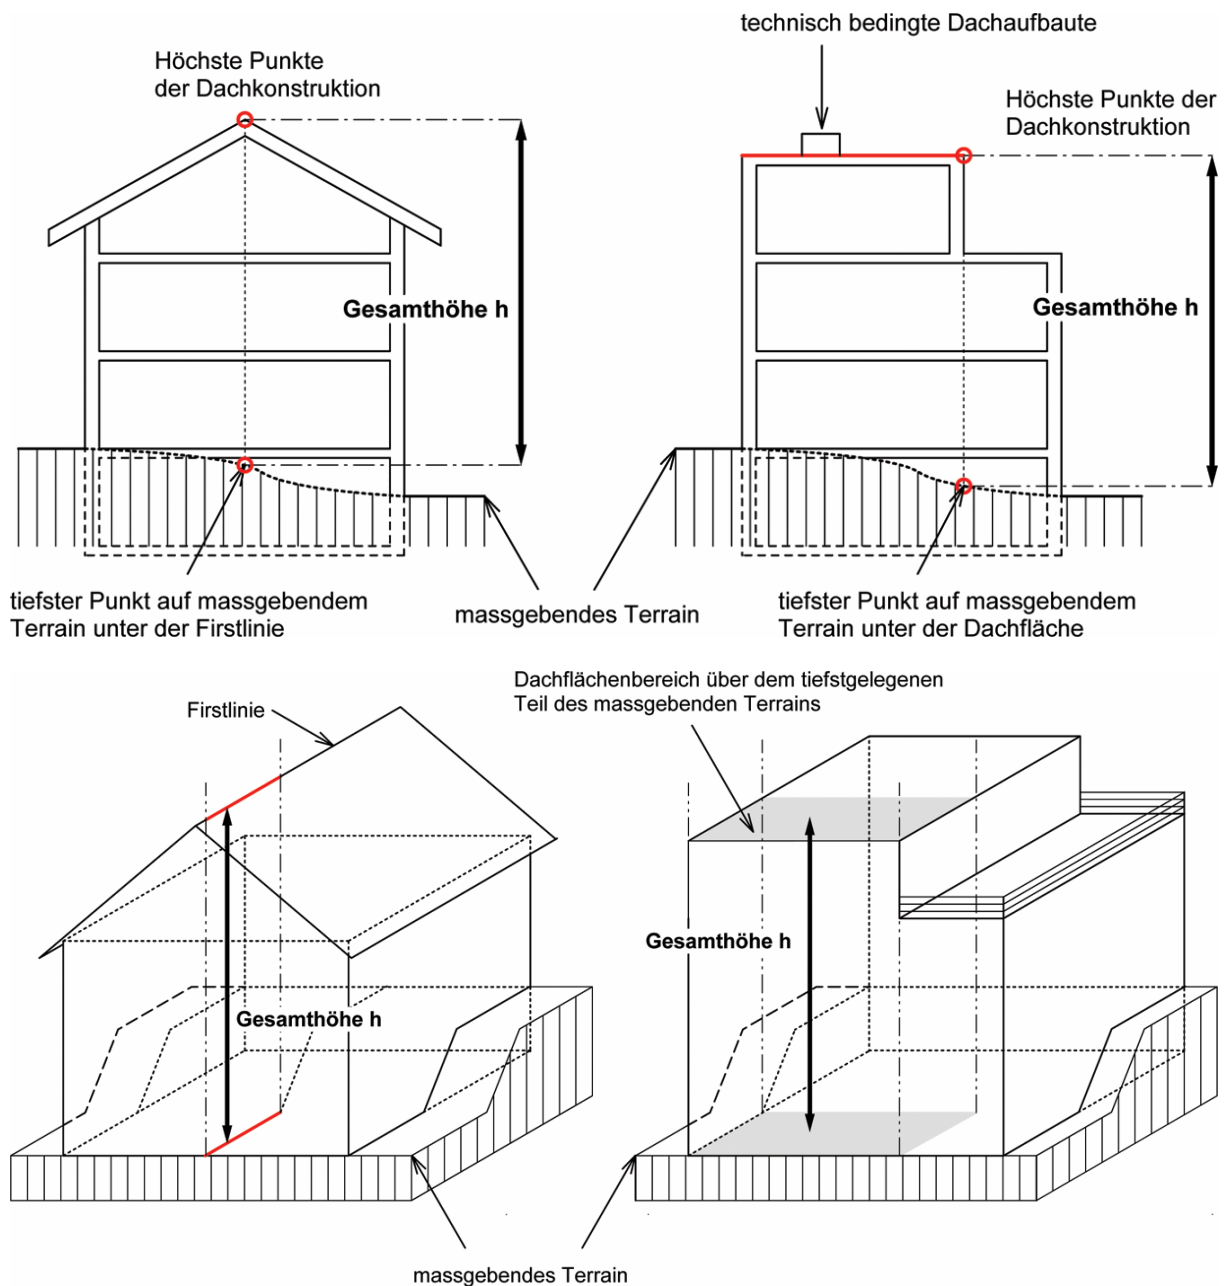 technisch bedingte Dachaufbaute
Höchste Punkte
der Dachkonstruktion
Höchste Punkte der
Dachkonstruktion
Gesamthöhe h
Gesamthöhe h
tiefster Punkt auf massgebendem
Terrain unter der Firstlinie
massgebendes Terrain
tiefster Punkt auf massgebendem
Terrain unter der Dachfläche
Dachflächenbereich über dem tiefstgelegenen
Teil des massgebenden Terrains
Firstlinie
Gesamthöhe h
Gesamthöhe h
massgebendes Terrain